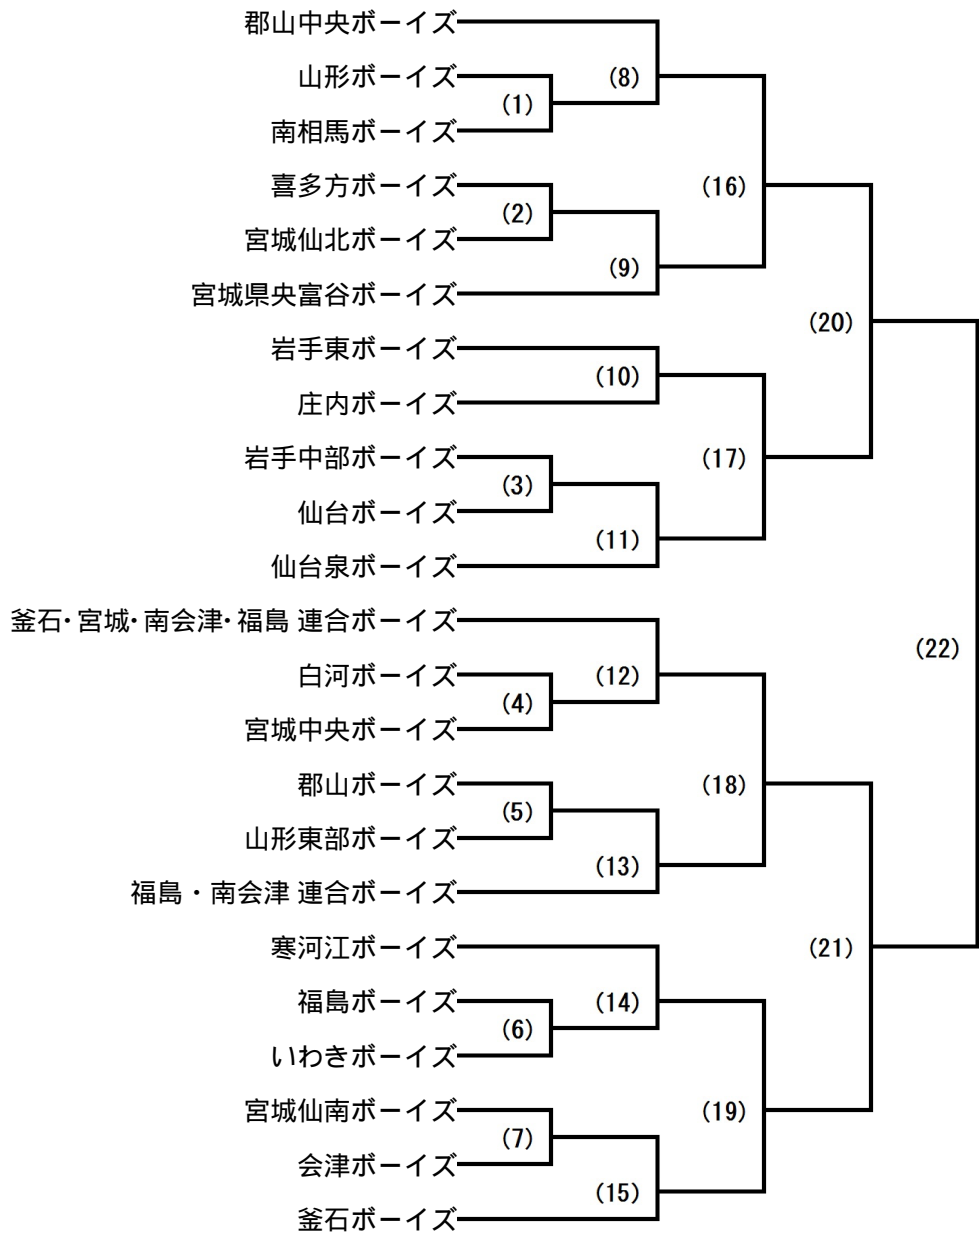 郡山中央ボーイズ
山形ボーイズ
(8)
(1)
南相馬ボーイズ
喜多方ボーイズ
(16)
(2)
宮城仙北ボーイズ
(9)
宮城県央富谷ボーイズ
(20)
岩手東ボーイズ
(10)
庄内ボーイズ
岩手中部ボーイズ
(17)
(3)
仙台ボーイズ
(11)
仙台泉ボーイズ
釜石・宮城・南会津・福島 連合ボーイズ
(22)
白河ボーイズ
(12)
(4)
宮城中央ボーイズ
郡山ボーイズ
(18)
(5)
山形東部ボーイズ
(13)
福島・南会津 連合ボーイズ
寒河江ボーイズ
(21)
福島ボーイズ
(14)
(6)
いわきボーイズ
宮城仙南ボーイズ
(19)
(7)
会津ボーイズ
(15)
釜石ボーイズ